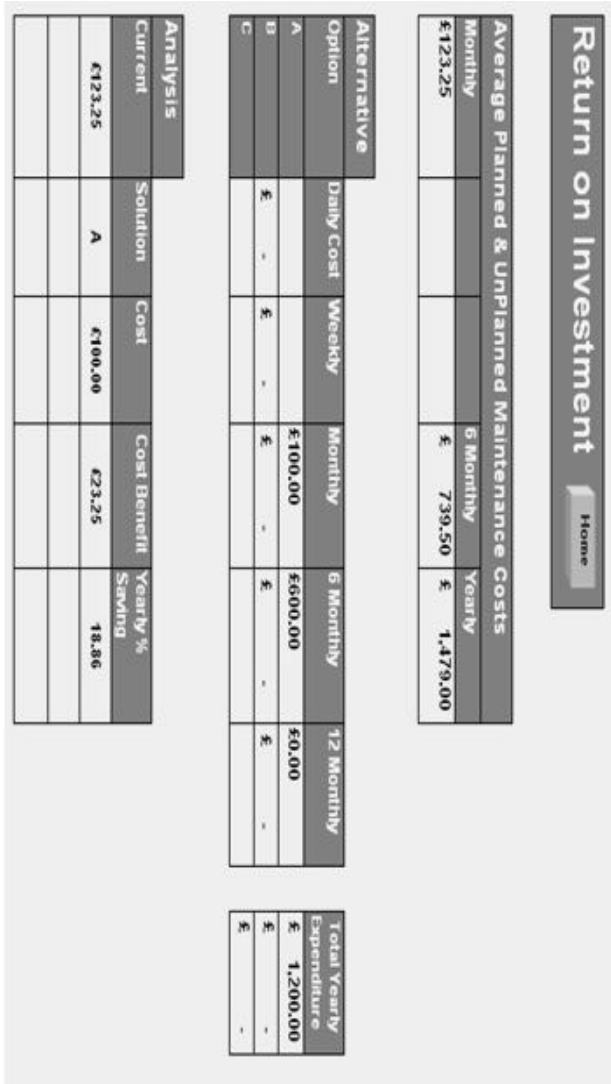 Return on Investment Home
Average Planned & UnPlanned Maintenance Costs
Monthly 6 Monthly Yearly
£123.25 £ 739.50 £ 1,479.00
Alternative
Option Daily Cost Weekly Monthly 6 Monthly 12 Monthly Total Yearly Expenditure
A £100.00 £600.00 £0.00 £ 1,200.00
B £ - £ - £ - £ - £ - £ -
C £ -
Analysis
Current Solution Cost Cost Benefit Yearly % Saving
£123.25 A £100.00 £23.25 18.86